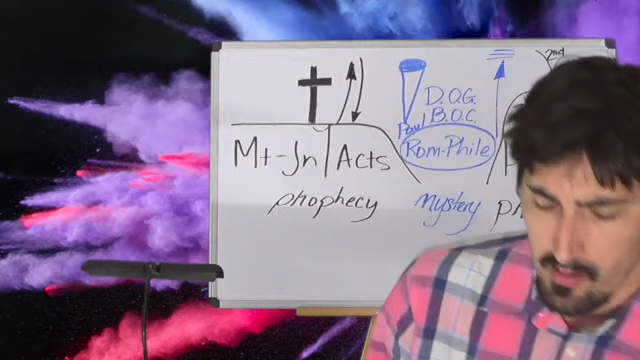 2nd
D.O.G.
B.O.C.
Paul
Mt-Jn Acts Rom-Phile
prophecy mystery